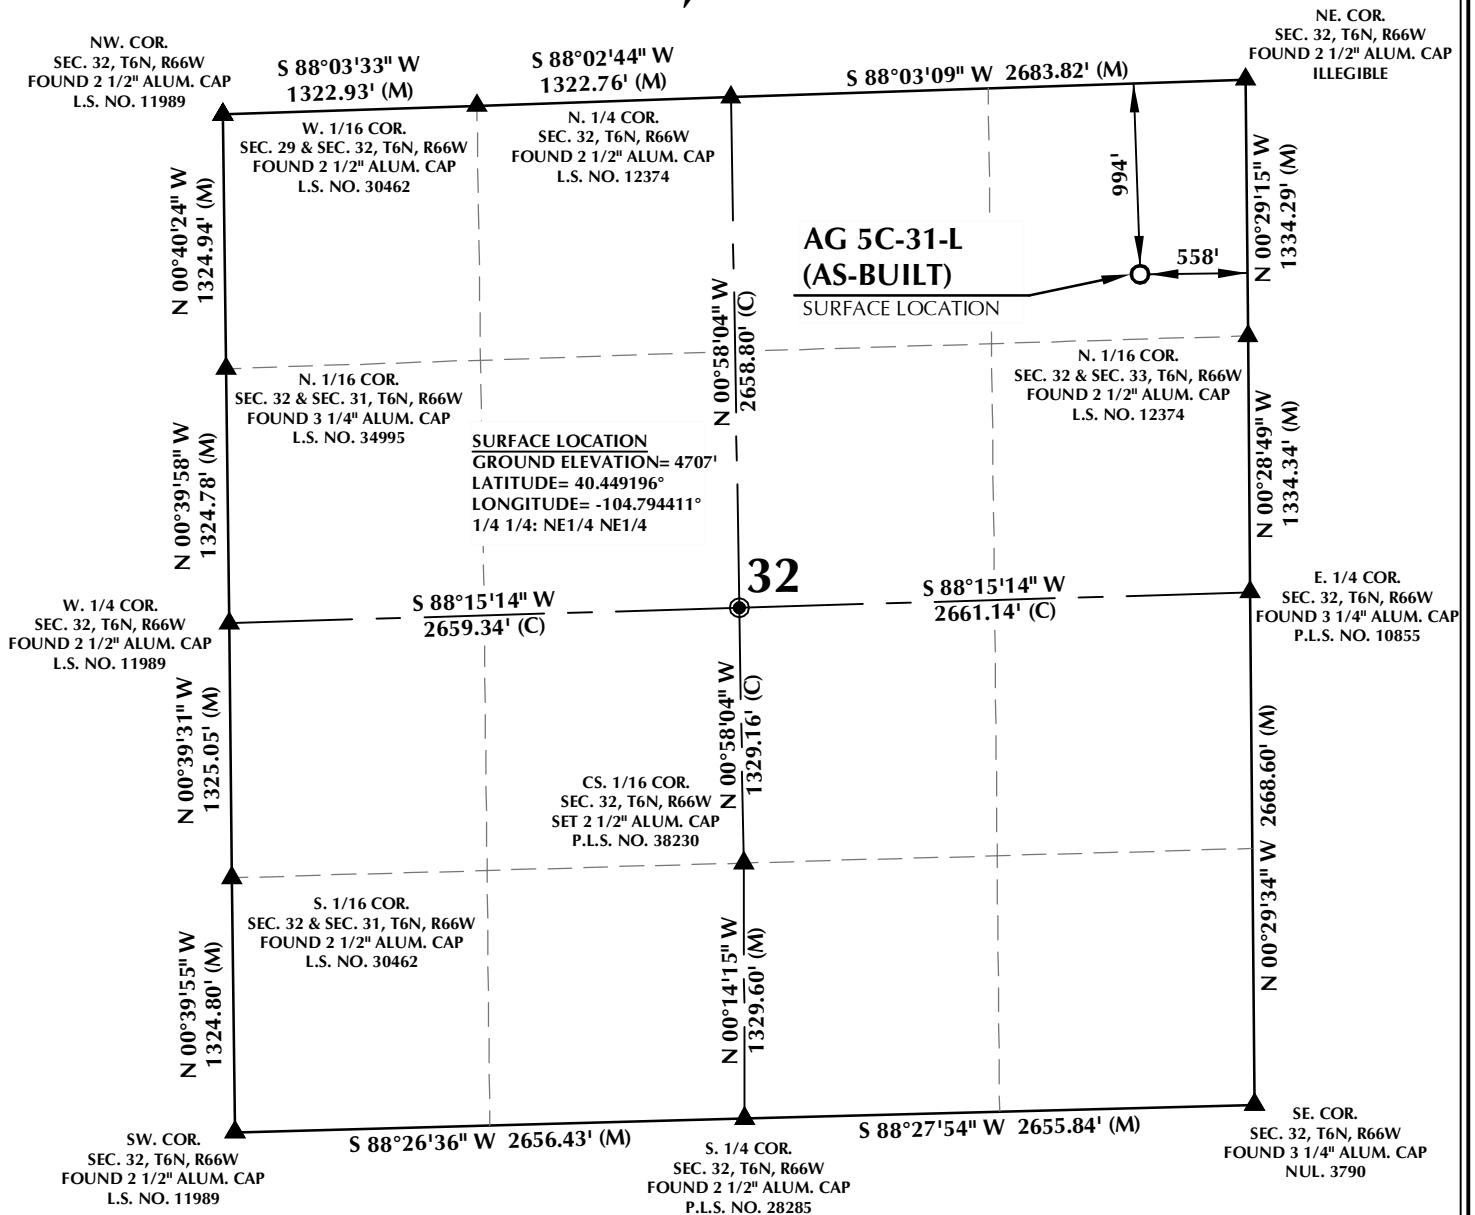 NW. COR.
SEC. 32, T6N, R66W
FOUND 2 1/2" ALUM. CAP
L.S. NO. 11989
S 88°03'33" W
1322.93' (M)
S 88°02'44" W
1322.76' (M)
S 88°03'09" W 2683.82' (M)
NE. COR.
SEC. 32, T6N, R66W
FOUND 2 1/2" ALUM. CAP
ILLEGIBLE
W. 1/16 COR.
SEC. 29 & SEC. 32, T6N, R66W
FOUND 2 1/2" ALUM. CAP
L.S. NO. 30462
N. 1/4 COR.
SEC. 32, T6N, R66W
FOUND 2 1/2" ALUM. CAP
L.S. NO. 12374
N 00°40'24" W
1324.94' (M)
994'
N 00°29'15" W
1334.29' (M)
AG 5C-31-L
(AS-BUILT)
SURFACE LOCATION
558'
N 00°58'04" W
2658.80' (C)
N. 1/16 COR.
SEC. 32 & SEC. 31, T6N, R66W
FOUND 3 1/4" ALUM. CAP
L.S. NO. 34995
N. 1/16 COR.
SEC. 32 & SEC. 33, T6N, R66W
FOUND 2 1/2" ALUM. CAP
L.S. NO. 12374
N 00°39'58" W
1324.78' (M)
SURFACE LOCATION
GROUND ELEVATION= 4707'
LATITUDE= 40.449196°
LONGITUDE= -104.794411°
1/4 1/4: NE1/4 NE1/4
N 00°28'49" W
1334.34' (M)
32
W. 1/4 COR.
SEC. 32, T6N, R66W
FOUND 2 1/2" ALUM. CAP
L.S. NO. 11989
S 88°15'14" W
2659.34' (C)
S 88°15'14" W
2661.14' (C)
E. 1/4 COR.
SEC. 32, T6N, R66W
FOUND 3 1/4" ALUM. CAP
P.L.S. NO. 10855
N 00°39'31" W
1325.05' (M)
N 00°58'04" W
1329.16' (C)
CS. 1/16 COR.
SEC. 32, T6N, R66W
SET 2 1/2" ALUM. CAP
P.L.S. NO. 38230
N 00°29'34" W 2668.60' (M)
S. 1/16 COR.
SEC. 32 & SEC. 31, T6N, R66W
FOUND 2 1/2" ALUM. CAP
L.S. NO. 30462
N 00°39'55" W
1324.80' (M)
N 00°14'15" W
1329.60' (M)
SW. COR.
SEC. 32, T6N, R66W
FOUND 2 1/2" ALUM. CAP
L.S. NO. 11989
S 88°26'36" W 2656.43' (M)
S. 1/4 COR.
SEC. 32, T6N, R66W
FOUND 2 1/2" ALUM. CAP
P.L.S. NO. 28285
S 88°27'54" W 2655.84' (M)
SE. COR.
SEC. 32, T6N, R66W
FOUND 3 1/4" ALUM. CAP
NUL. 3790